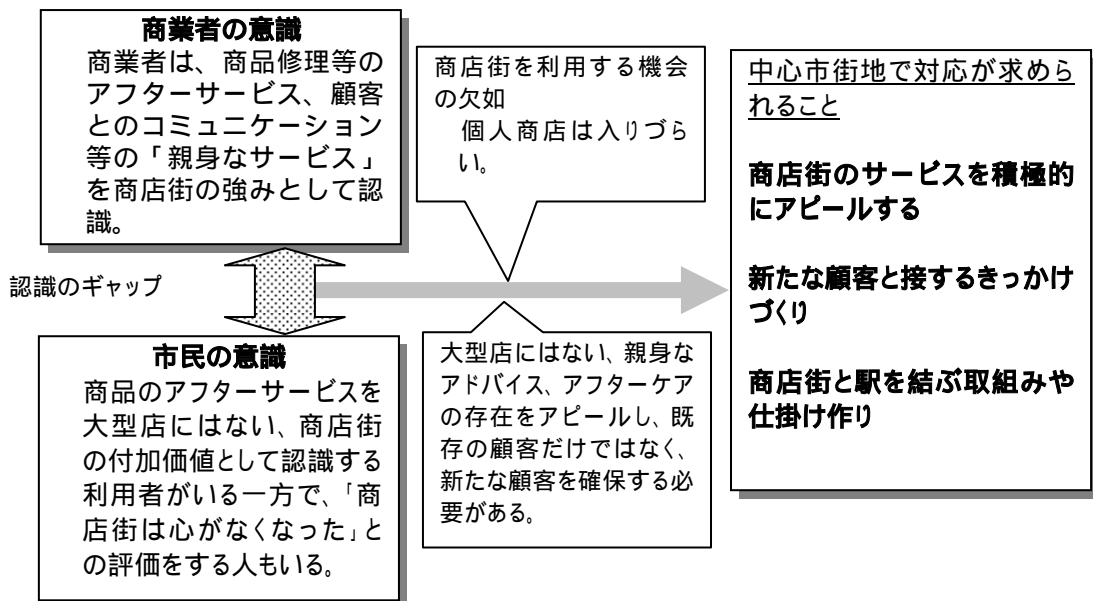 商業者の意識
商業者は、商品修理等の
アフターサービス、顧客
とのコミュニケーション
等の「親身なサービス」
を商店街の強みとして認
識。
認識のギャップ
市民の意識
商品のアフターサービスを
大型店にはない、商店街
の付加価値として認識する
利用者がいる一方で、「商
店街は心がなくなった」と
の評価をする人もいる。
商店街を利用する機会
の欠如
個人商店は入りづら
い。
大型店にはない、親身な
アドバイス、アフターケア
の存在をアピールし、既
存の顧客だけではなく、
新たな顧客を確保する必
要がある。
中心市街地で対応が求めら
れること
商店街のサービスを積極的
にアピールする
新たな顧客と接するきっかけ
づくり
商店街と駅を結ぶ取組みや
仕掛け作り